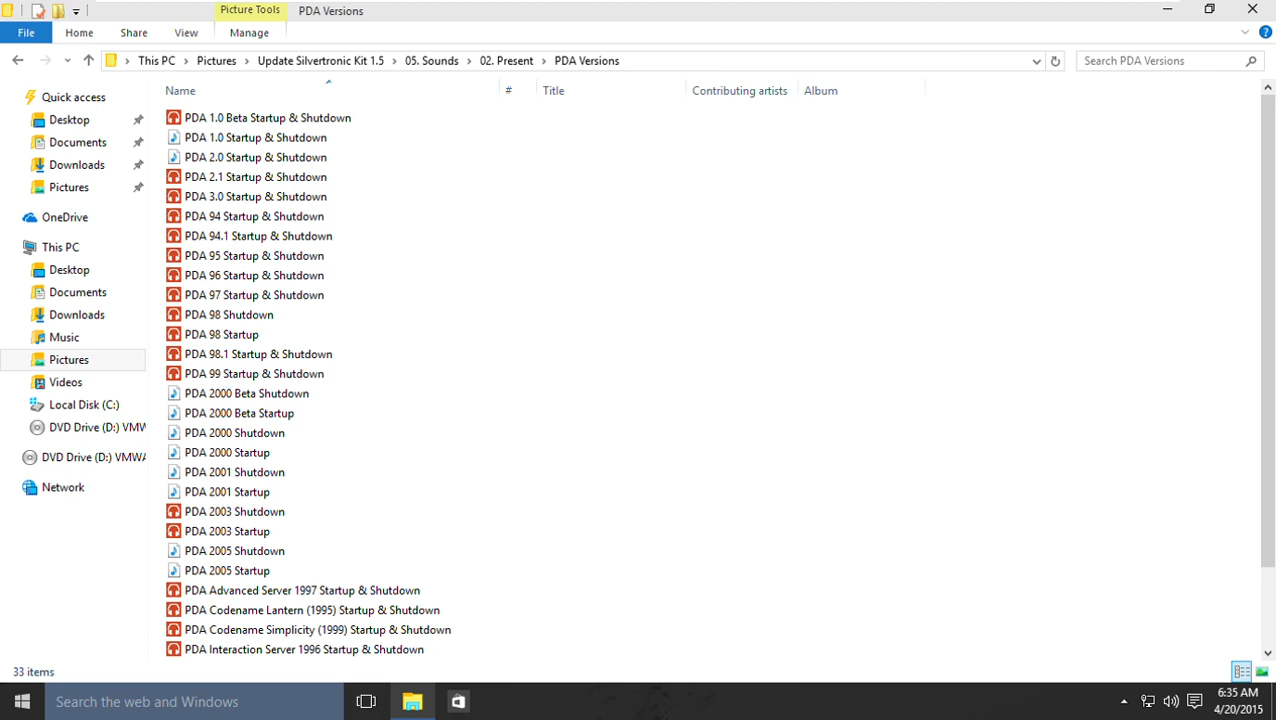 Picture Tools
PDA Versions
File
Home
Share
View
Manage
This PC
Pictures
Update Silvertronic Kit 1.5
05. Sounds
02. Present
PDA Versions
Search PDA Versions
Name
#
Title
Contributing artists
Album
Quick access
Desktop
Documents
Downloads
Pictures
OneDrive
This PC
Desktop
Documents
Downloads
Music
Pictures
Videos
Local Disk (C:)
DVD Drive (D:) VMW
DVD Drive (D:) VMWA
Network
PDA 1.0 Beta Startup & Shutdown
PDA 1.0 Startup & Shutdown
PDA 2.0 Startup & Shutdown
PDA 2.1 Startup & Shutdown
PDA 3.0 Startup & Shutdown
PDA 94 Startup & Shutdown
PDA 94.1 Startup & Shutdown
PDA 95 Startup & Shutdown
PDA 96 Startup & Shutdown
PDA 97 Startup & Shutdown
PDA 98 Shutdown
PDA 98 Startup
PDA 98.1 Startup & Shutdown
PDA 99 Startup & Shutdown
PDA 2000 Beta Shutdown
PDA 2000 Beta Startup
PDA 2000 Shutdown
PDA 2000 Startup
PDA 2001 Shutdown
PDA 2001 Startup
PDA 2003 Shutdown
PDA 2003 Startup
PDA 2005 Shutdown
PDA 2005 Startup
PDA Advanced Server 1997 Startup & Shutdown
PDA Codename Lantern (1995) Startup & Shutdown
PDA Codename Simplicity (1999) Startup & Shutdown
PDA Interaction Server 1996 Startup & Shutdown
33 items
Search the web and Windows
6:35 AM
4/20/2015